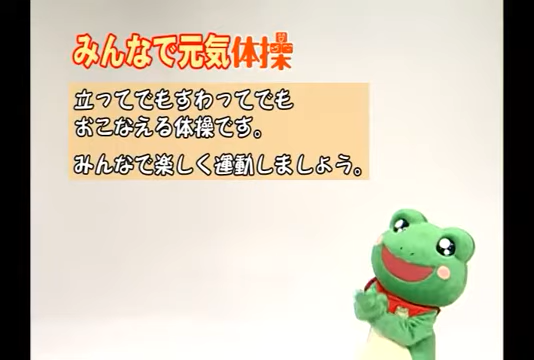 みんなで元気体操
立ってでもすわってでも
おこなえる体操です。
みんなで楽しく運動しましょう。